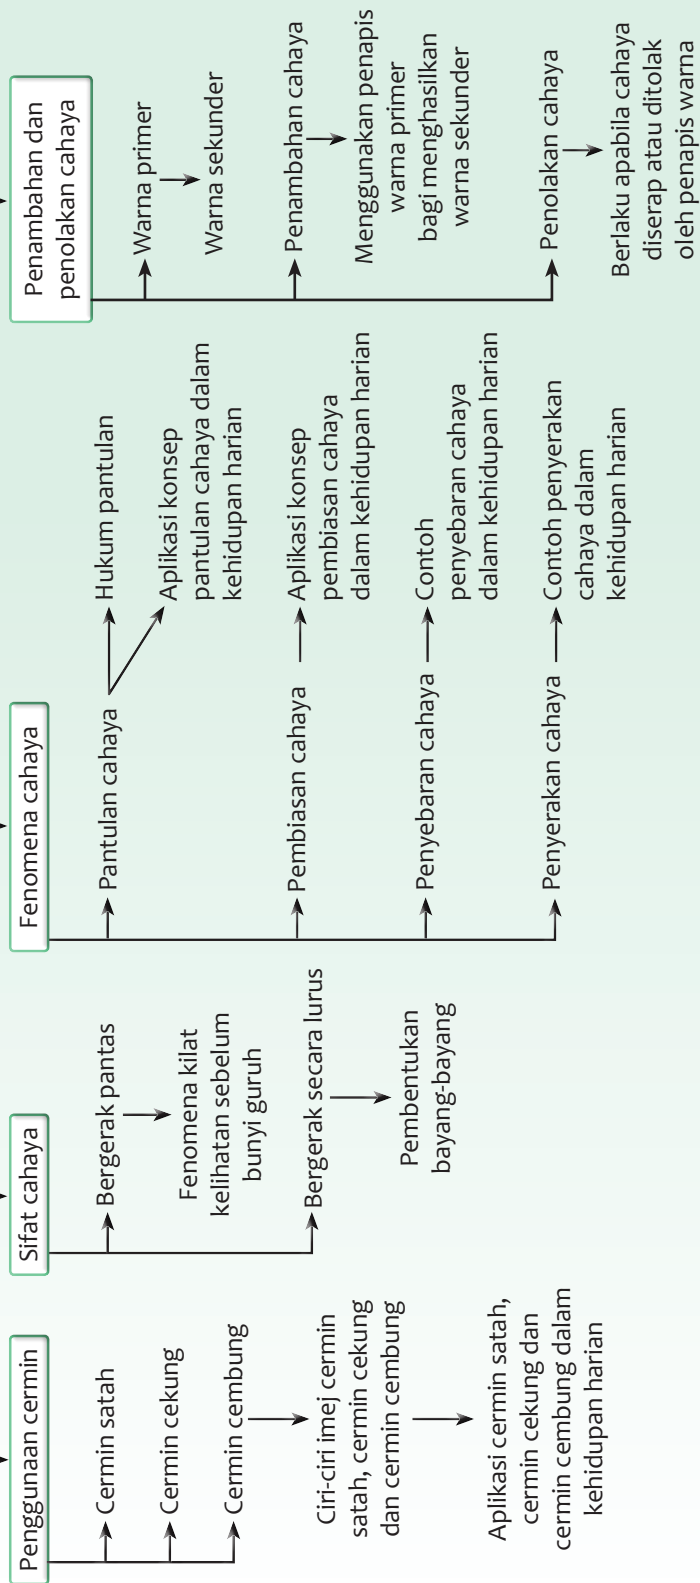 Penggunaan cermin
Cermin satah
Cermin cekung
Cermin cembung
Ciri-ciri imej cermin
satah, cermin cekung
dan cermin cembung
Aplikasi cermin satah,
cermin cekung dan
cermin cembung dalam
kehidupan harian
Sifat cahaya
Bergerak pantas
Fenomena kilat
kelihatan sebelum
bunyi guruh
Bergerak secara lurus
Pembentukan
bayang-bayang
Fenomena cahaya
Pantulan cahaya
Hukum pantulan
Aplikasi konsep
pantulan cahaya dalam
kehidupan harian
Pembiasan cahaya
Aplikasi konsep
pembiasan cahaya
dalam kehidupan harian
Penyebaran cahaya
Contoh
penyebaran cahaya
dalam kehidupan harian
Penyerakan cahaya
Contoh penyerakan
cahaya dalam
kehidupan harian
Penambahan dan
penolakan cahaya
Warna primer
Warna sekunder
Penambahan cahaya
Menggunakan penapis
warna primer
bagi menghasilkan
warna sekunder
Penolakan cahaya
Berlaku apabila cahaya
diserap atau ditolak
oleh penapis warna